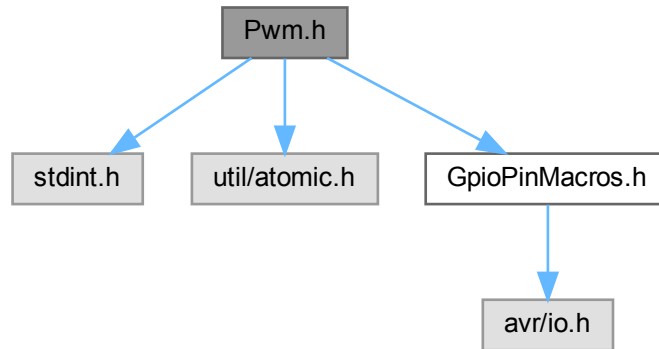 Pwm.h
stdint.h
util/atomic.h
GpioPinMacros.h
avr/io.h